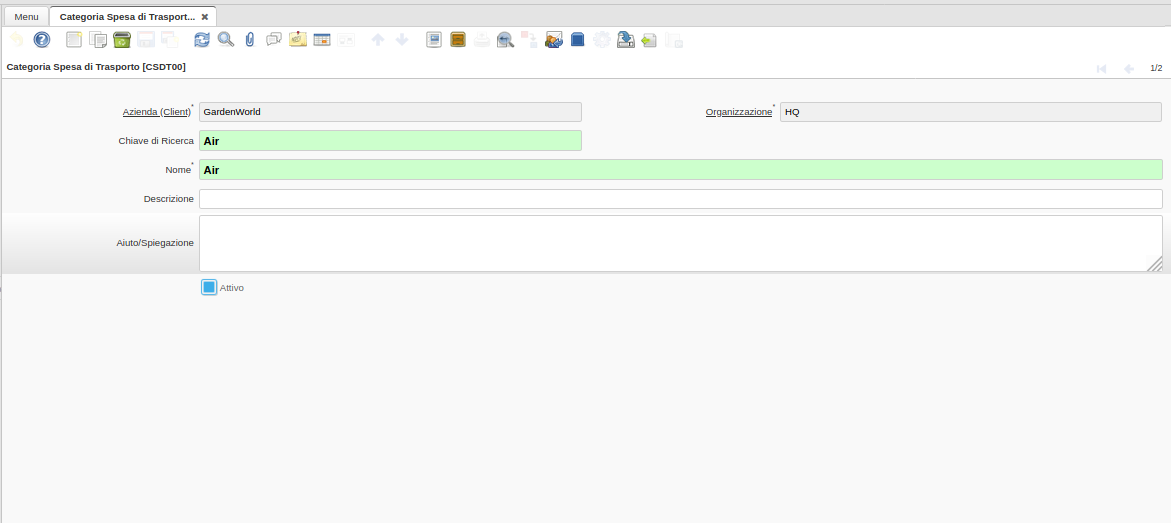 Menu
Categoria Spesa di Trasport...
Categoria Spesa di Trasporto [CSDT00]
1/2
Azienda (Client)* GardenWorld
Organizzazione* HQ
Chiave di Ricerca Air
Nome* Air
Descrizione
Aiuto/Spiegazione
Attivo